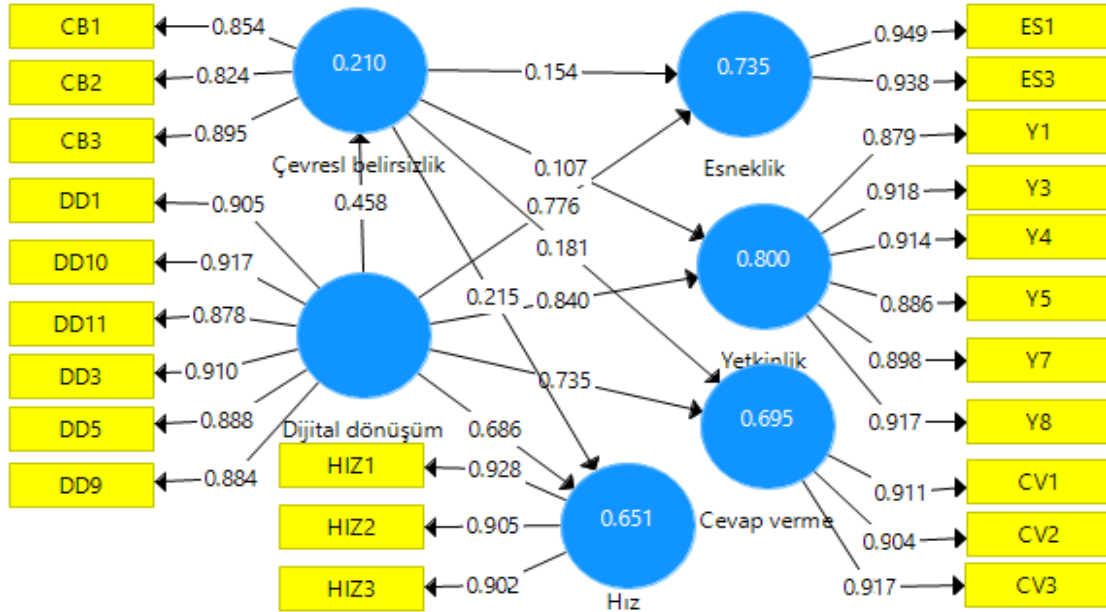 CB1
0.854
CB2
0.824
CB3
0.895
0.210
Çevresl belirsizlik
0.154
0.735
Esneklik
0.949
ES1
0.938
ES3
0.107
0.776
0.181
0.215
0.458
DD1
0.905
DD10
0.917
DD11
0.878
DD3
0.910
DD5
0.888
DD9
0.884
Dijital dönüşüm
0.840
0.735
0.686
0.800
Yetkinlik
0.879
Y1
0.918
Y3
0.914
Y4
0.886
Y5
0.898
Y7
0.917
Y8
0.695
Cevap verme
0.911
CV1
0.904
CV2
0.917
CV3
HIZ1
0.928
HIZ2
0.905
HIZ3
0.902
0.651
Hız